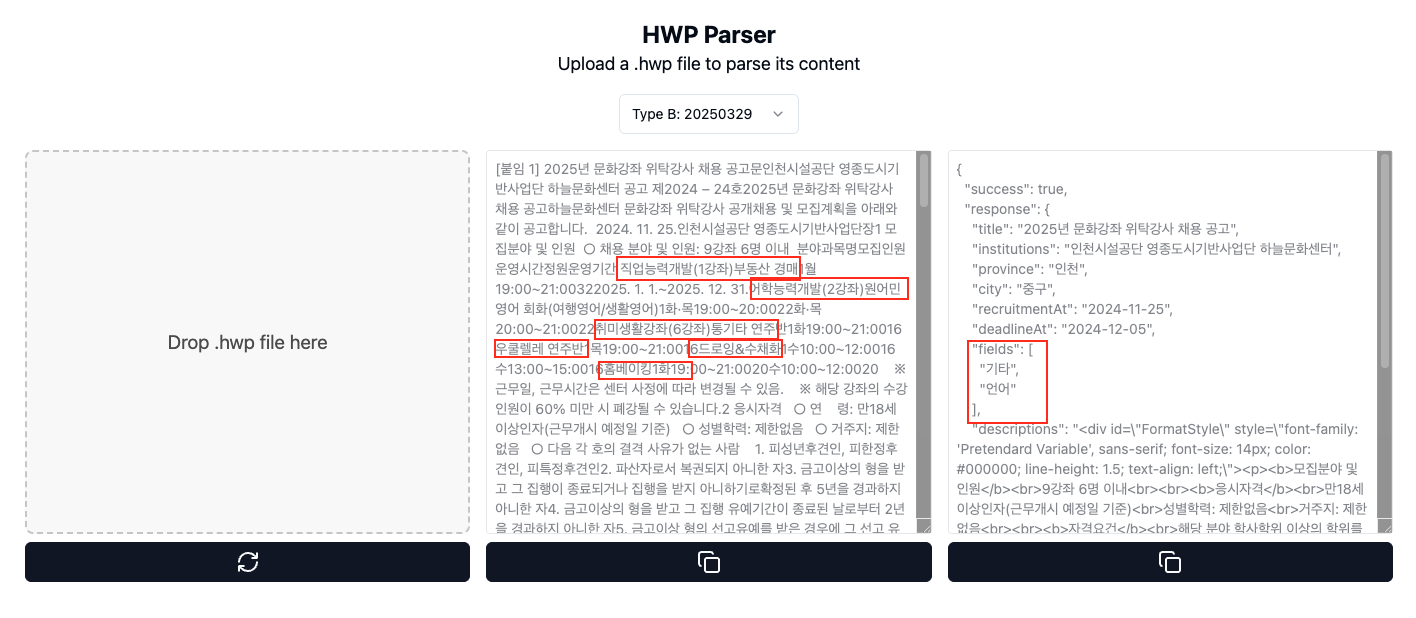 HWP Parser
Upload a .hwp file to parse its content
Type B: 20250329
Drop .hwp file here
[붙임 1] 2025년 문화강좌 위탁강사 채용 공고문인천시설공단 영종도시기
반사업단 하늘문화센터 공고 제2024 – 24호2025년 문화강좌 위탁강사
채용 공고하늘문화센터 문화강좌 위탁강사 공개채용 및 모집계획을 아래와
같이 공고합니다.  2024. 11. 25.인천시설공단 영종도시기반사업단장1 모
집분야 및 인원  ○ 채용 분야 및 인원: 9강좌 6명 이내  분야과목명모집인원
운영시간정원운영기간직업능력개발(1강좌)부동산 경매1월
19:00~21:00322025. 1. 1.~2025. 12. 31.어학능력개발(2강좌)원어민
영어 회화(여행영어/생활영어)1화·목19:00~20:0022화·목
20:00~21:0022취미생활강좌(6강좌)통기타 연주반1화19:00~21:0016
우쿨렐레 연주반1목19:00~21:0016드로잉&수채화1수10:00~12:0016
수13:00~15:0016홈베이킹1화19:00~21:0020수10:00~12:0020    ※
근무일, 근무시간은 센터 사정에 따라 변경될 수 있음.    ※ 해당 강좌의 수강
인원이 60% 미만 시 폐강될 수 있습니다.2 응시자격   ○ 연    령: 만18세
이상인자(근무개시 예정일 기준)   ○ 성별학력: 제한없음   ○ 거주지: 제한
없음   ○ 다음 각 호의 결격 사유가 없는 사람    1. 피성년후견인, 피한정후
견인, 피특정후견인2. 파산자로서 복권되지 아니한 자3. 금고이상의 형을 받
고 그 집행이 종료되거나 집행을 받지 아니하기로확정된 후 5년을 경과하지
아니한 자4. 금고이상의 형을 받고 그 집행 유예기간이 종료된 날로부터 2년
을 경과하지 아니한 자5. 금고이상 형의 선고유예를 받은 경우에 그 선고 유
{
"success": true,
"response": {
"title": "2025년 문화강좌 위탁강사 채용 공고",
"institutions": "인천시설공단 영종도시기반사업단 하늘문화센터",
"province": "인천",
"city": "중구",
"recruitmentAt": "2024-11-25",
"deadlineAt": "2024-12-05",
"fields": [
"기타",
"언어"
],
"descriptions": "<div id=\"FormatStyle\" style=\"font-family:
'Pretendard Variable', sans-serif; font-size: 14px; color:
#000000; line-height: 1.5; text-align: left;\"><p><b>모집분야 및
인원</b><br>9강좌 6명 이내<br><br><b>응시자격</b><br>만18세
이상인자(근무개시 예정일 기준)<br>성별학력: 제한없음<br>거주지: 제한
없음<br><br><b>자격요건</b><br>해당 분야 학사학위 이상의 학위를